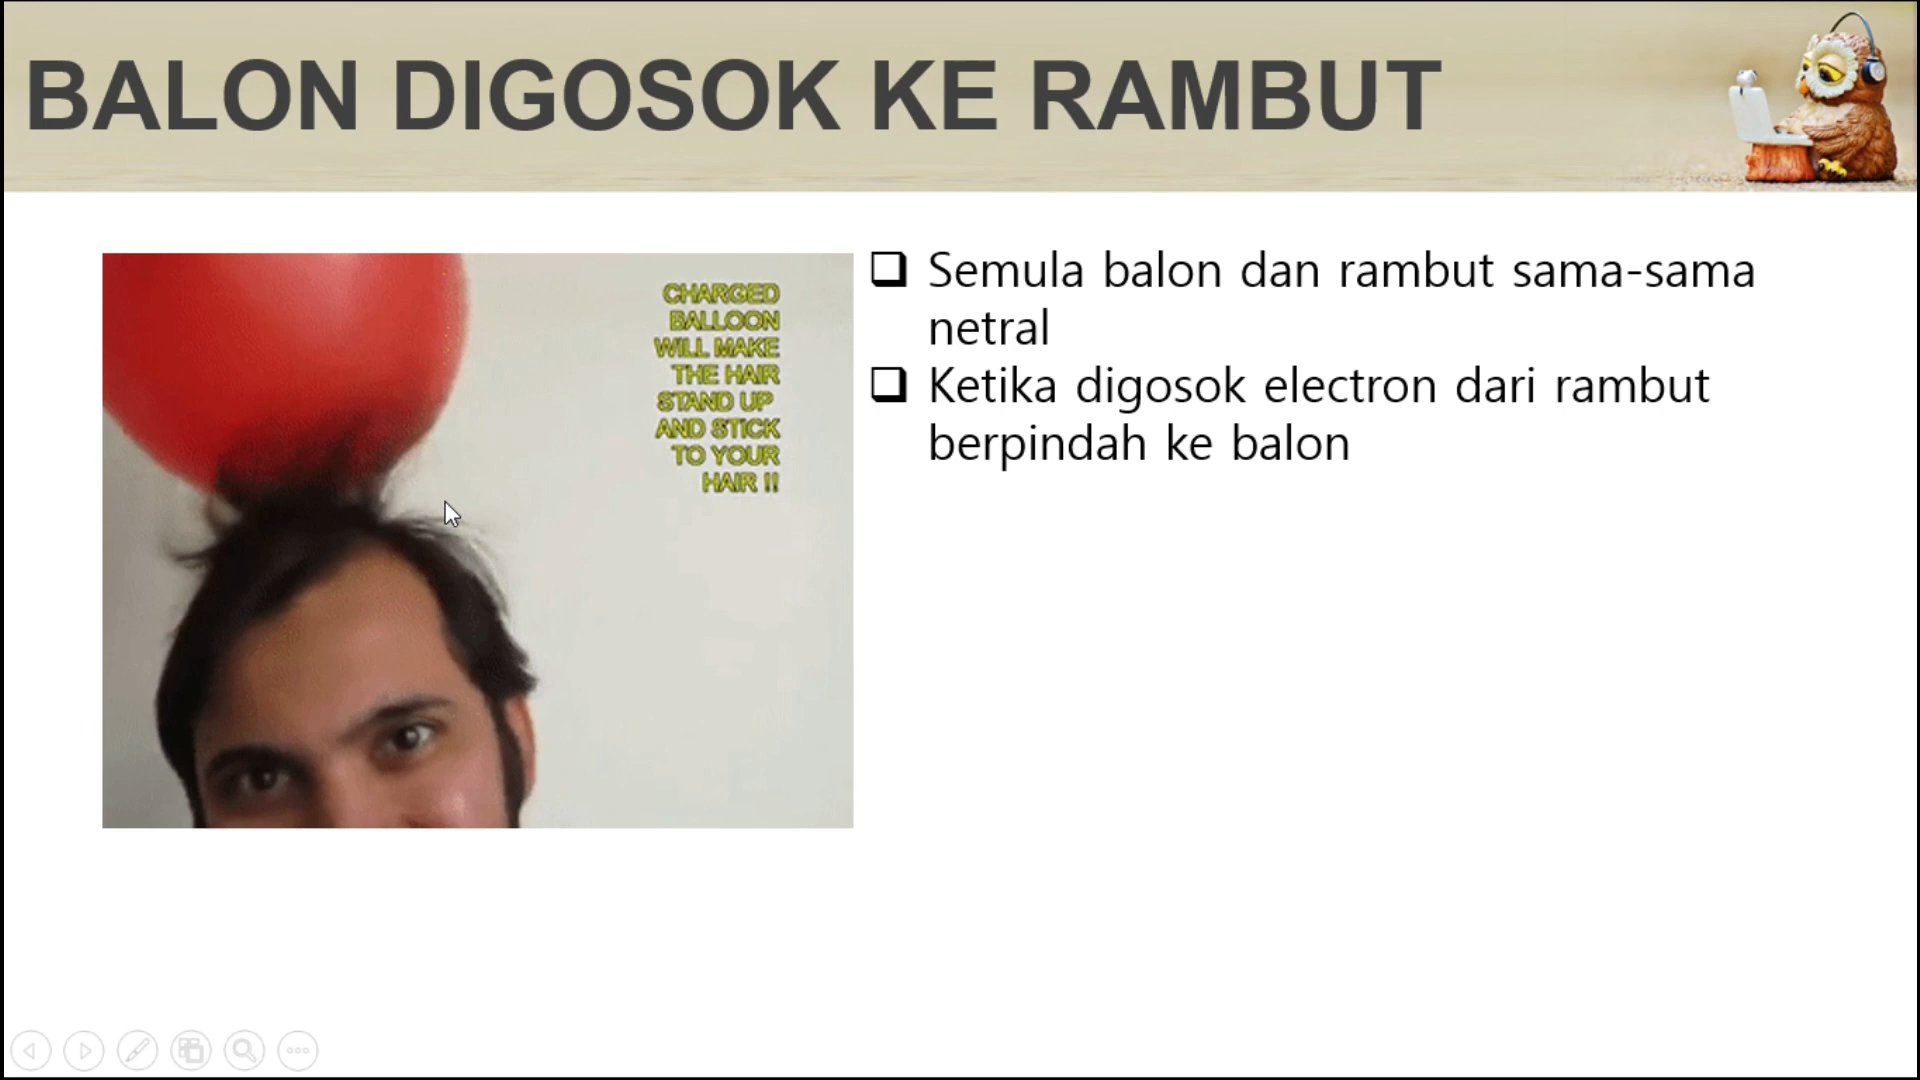 BALON DIGOSOK KE RAMBUT
CHARGED
BALLOON
WILL MAKE
THE HAIR
STAND UP
AND STICK
TO YOUR
HAIR !!
Semula balon dan rambut sama-sama
netral
Ketika digosok electron dari rambut
berpindah ke balon